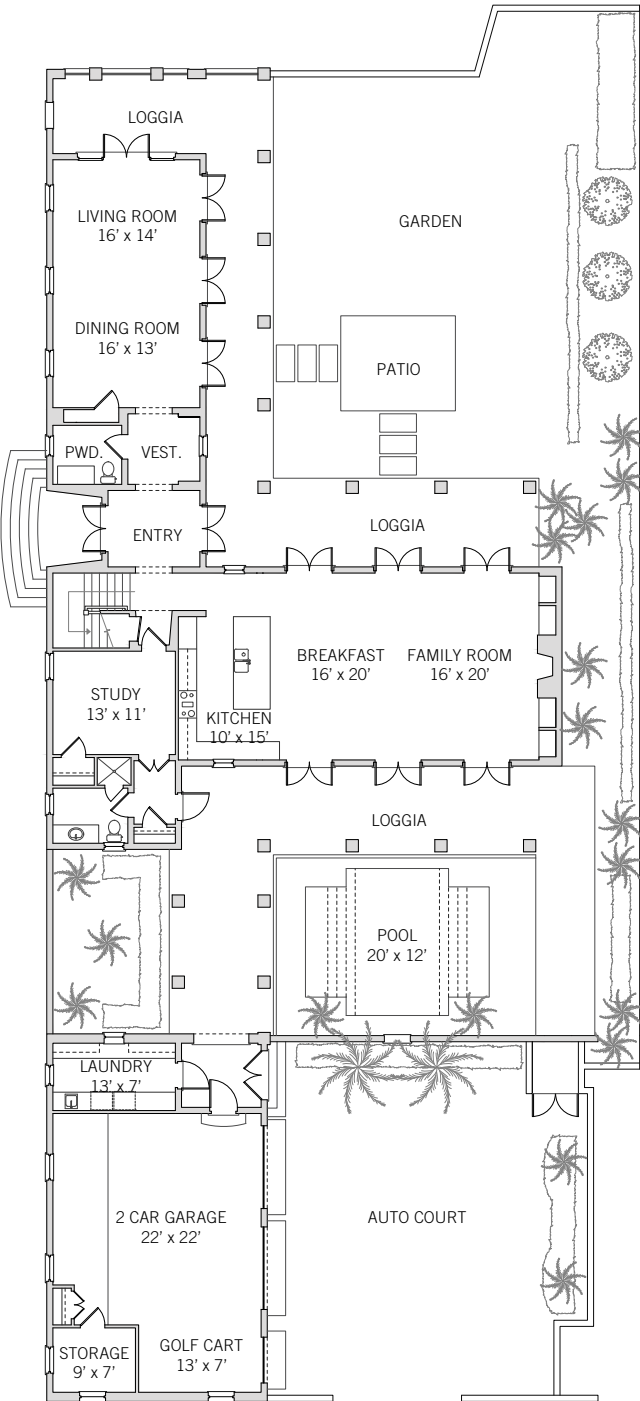 LOGGIA
LIVING ROOM
16' x 14'
GARDEN
DINING ROOM
16' x 13'
PATIO
PWD.
VEST.
ENTRY
LOGGIA
BREAKFAST
16' x 20'
FAMILY ROOM
16' x 20'
STUDY
13' x 11'
KITCHEN
10' x 15'
LOGGIA
POOL
20' x 12'
LAUNDRY
13' x 7'
2 CAR GARAGE
22' x 22'
AUTO COURT
GOLF CART
13' x 7'
STORAGE
9' x 7'